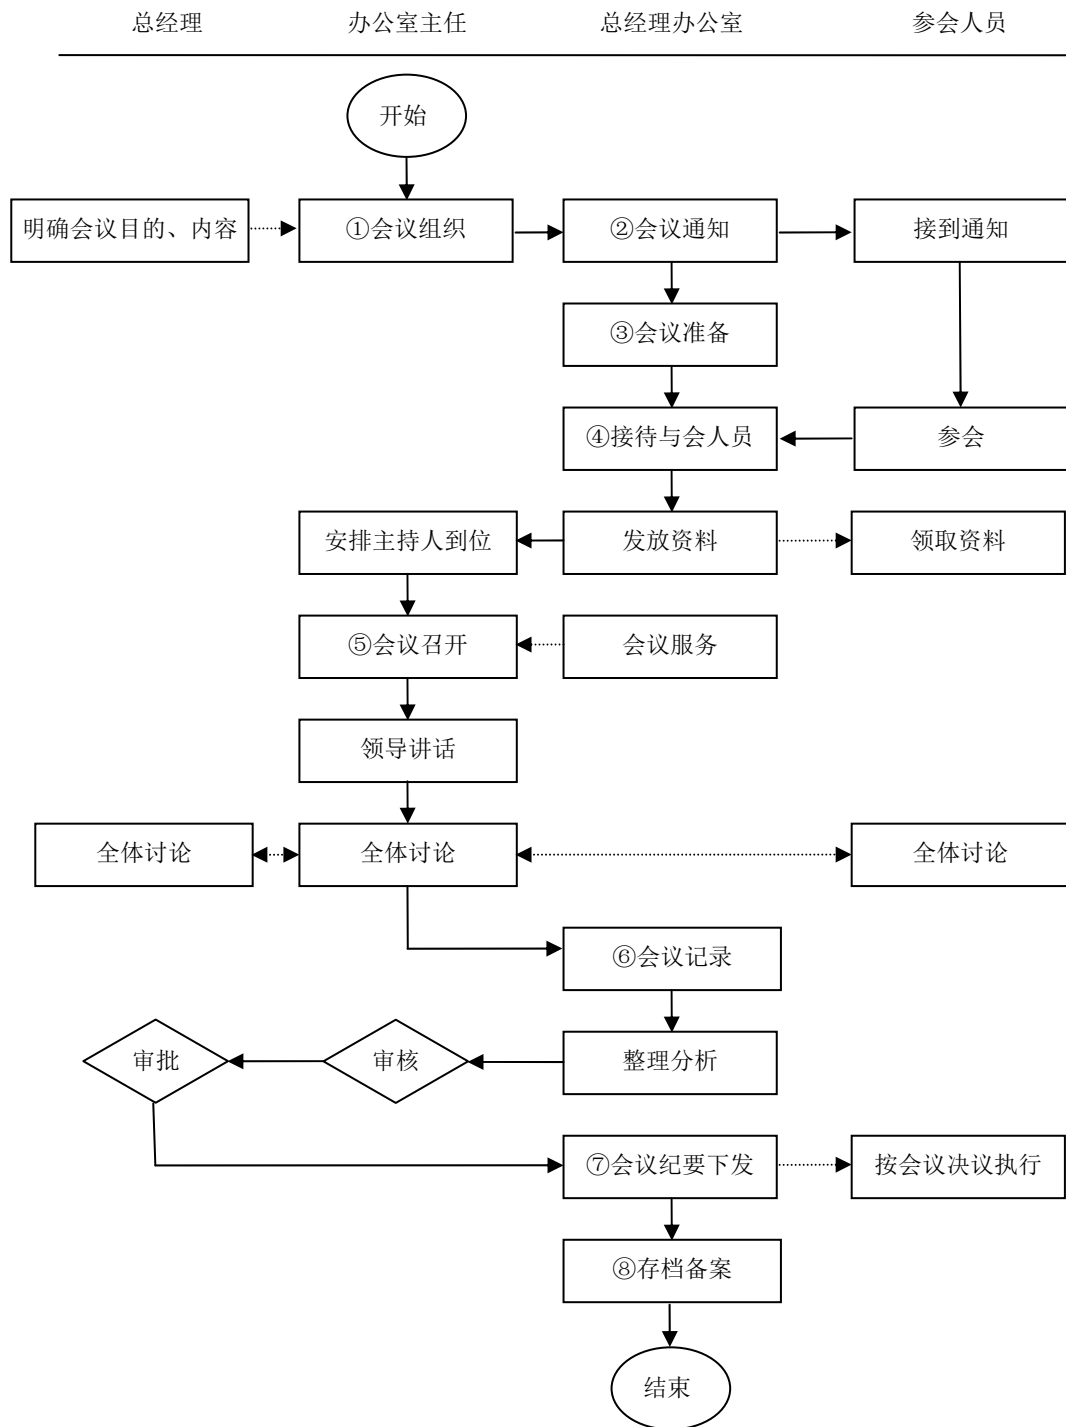 总经理 办公室主任 总经理办公室 参会人员
开始
明确会议目的、内容 ①会议组织 ②会议通知 接到通知
③会议准备
④接待与会人员 参会
安排主持人到位 发放资料 领取资料
⑤会议召开 会议服务
领导讲话
全体讨论 全体讨论 全体讨论
⑥会议记录
审批 审核 整理分析
⑦会议纪要下发 按会议决议执行
⑧存档备案
结束